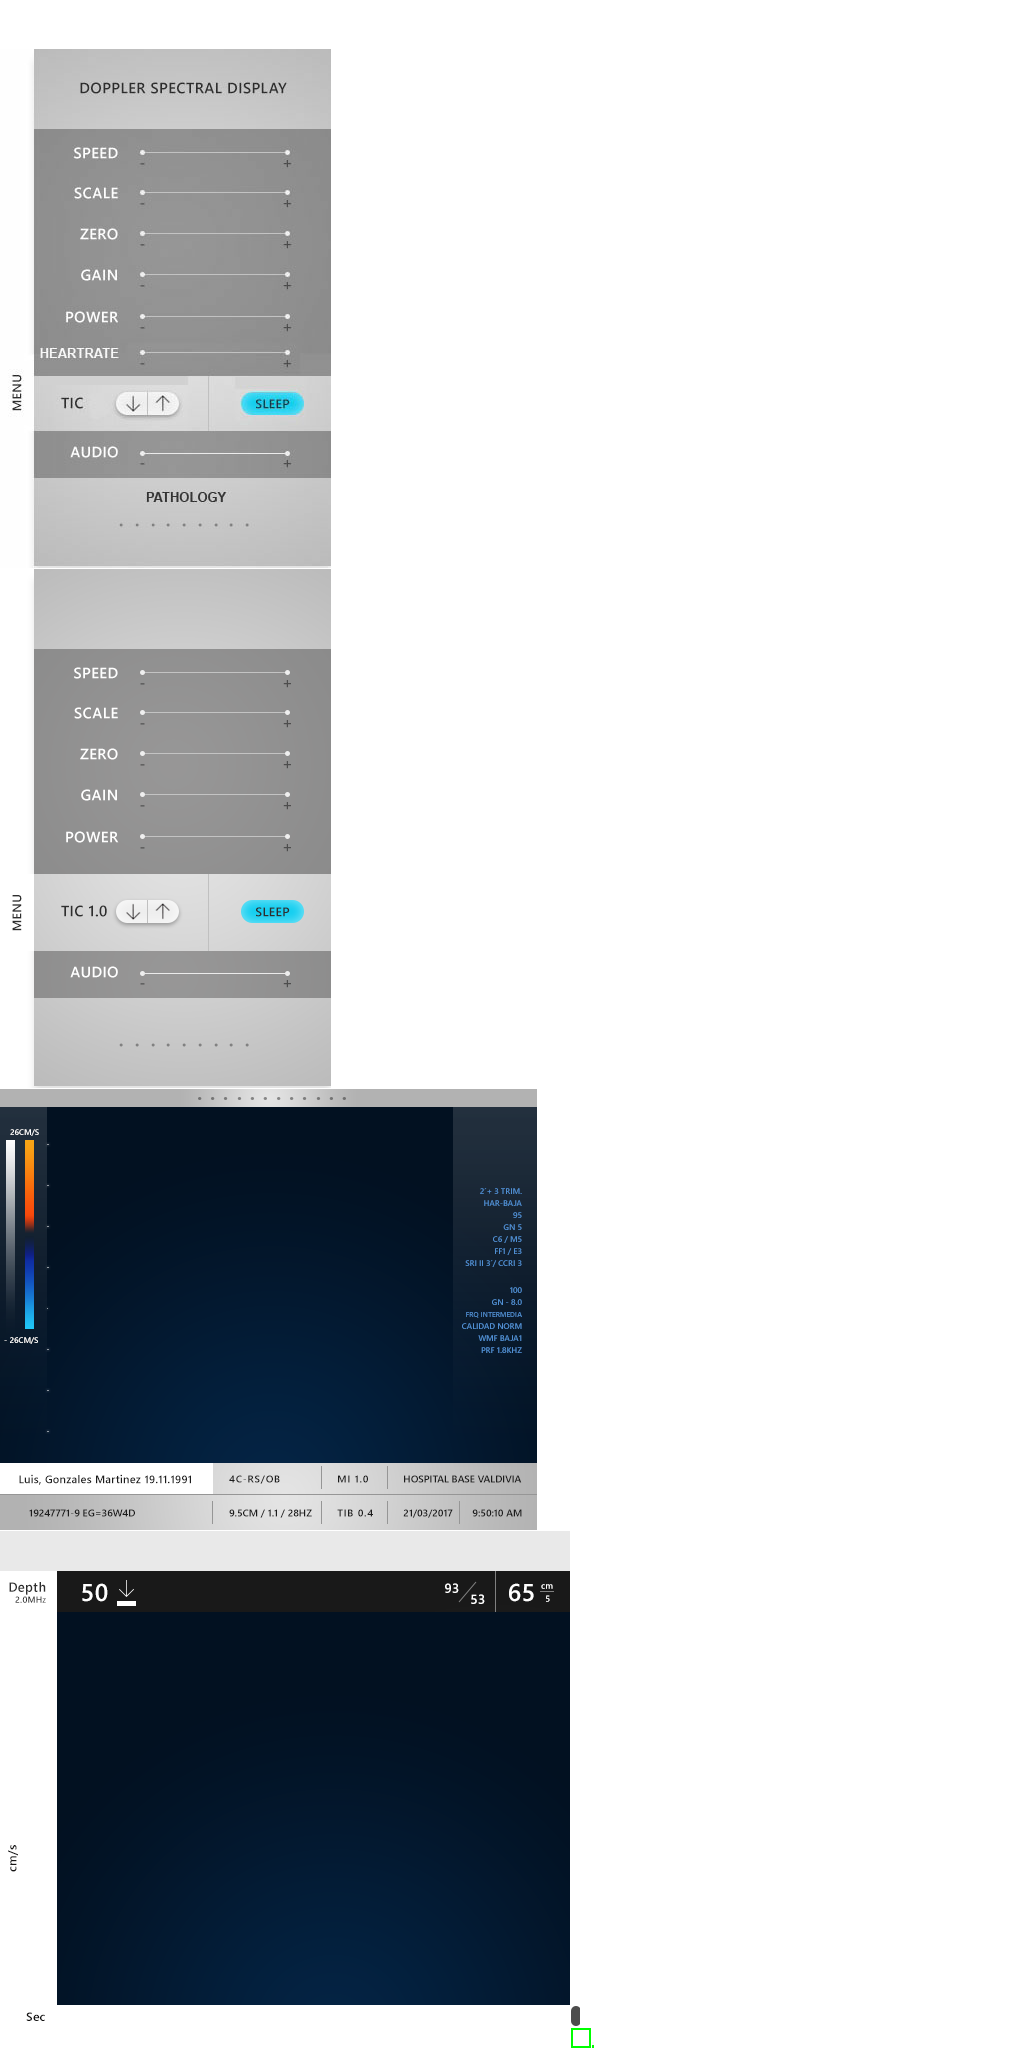 DOPPLER SPECTRAL DISPLAY
SPEED
- +
SCALE
- +
ZERO
- +
GAIN
- +
POWER
- +
HEARTRATE
- +
MENU
TIC
SLEEP
AUDIO
- +
PATHOLOGY
SPEED
- +
SCALE
- +
ZERO
- +
GAIN
- +
POWER
- +
MENU
TIC 1.0
SLEEP
AUDIO
- +
26CM/S
- 26CM/S
2˚+ 3 TRIM.
HAR-BAJA
95
GN 5
C6 / M5
FF1 / E3
SRI II 3˚/ CCRI 3
100
GN - 8.0
FRQ INTERMEDIA
CALIDAD NORM
WMF BAJA1
PRF 1.8KHZ
Luis, Gonzales Martinez 19.11.1991 4C-RS/OB MI 1.0 HOSPITAL BASE VALDIVIA
19247771-9 EG=36W4D 9.5CM / 1.1 / 28HZ TIB 0.4 21/03/2017 9:50:10 AM
Depth
2.0MHz
50
93/53
65 cm/5
cm/s
Sec